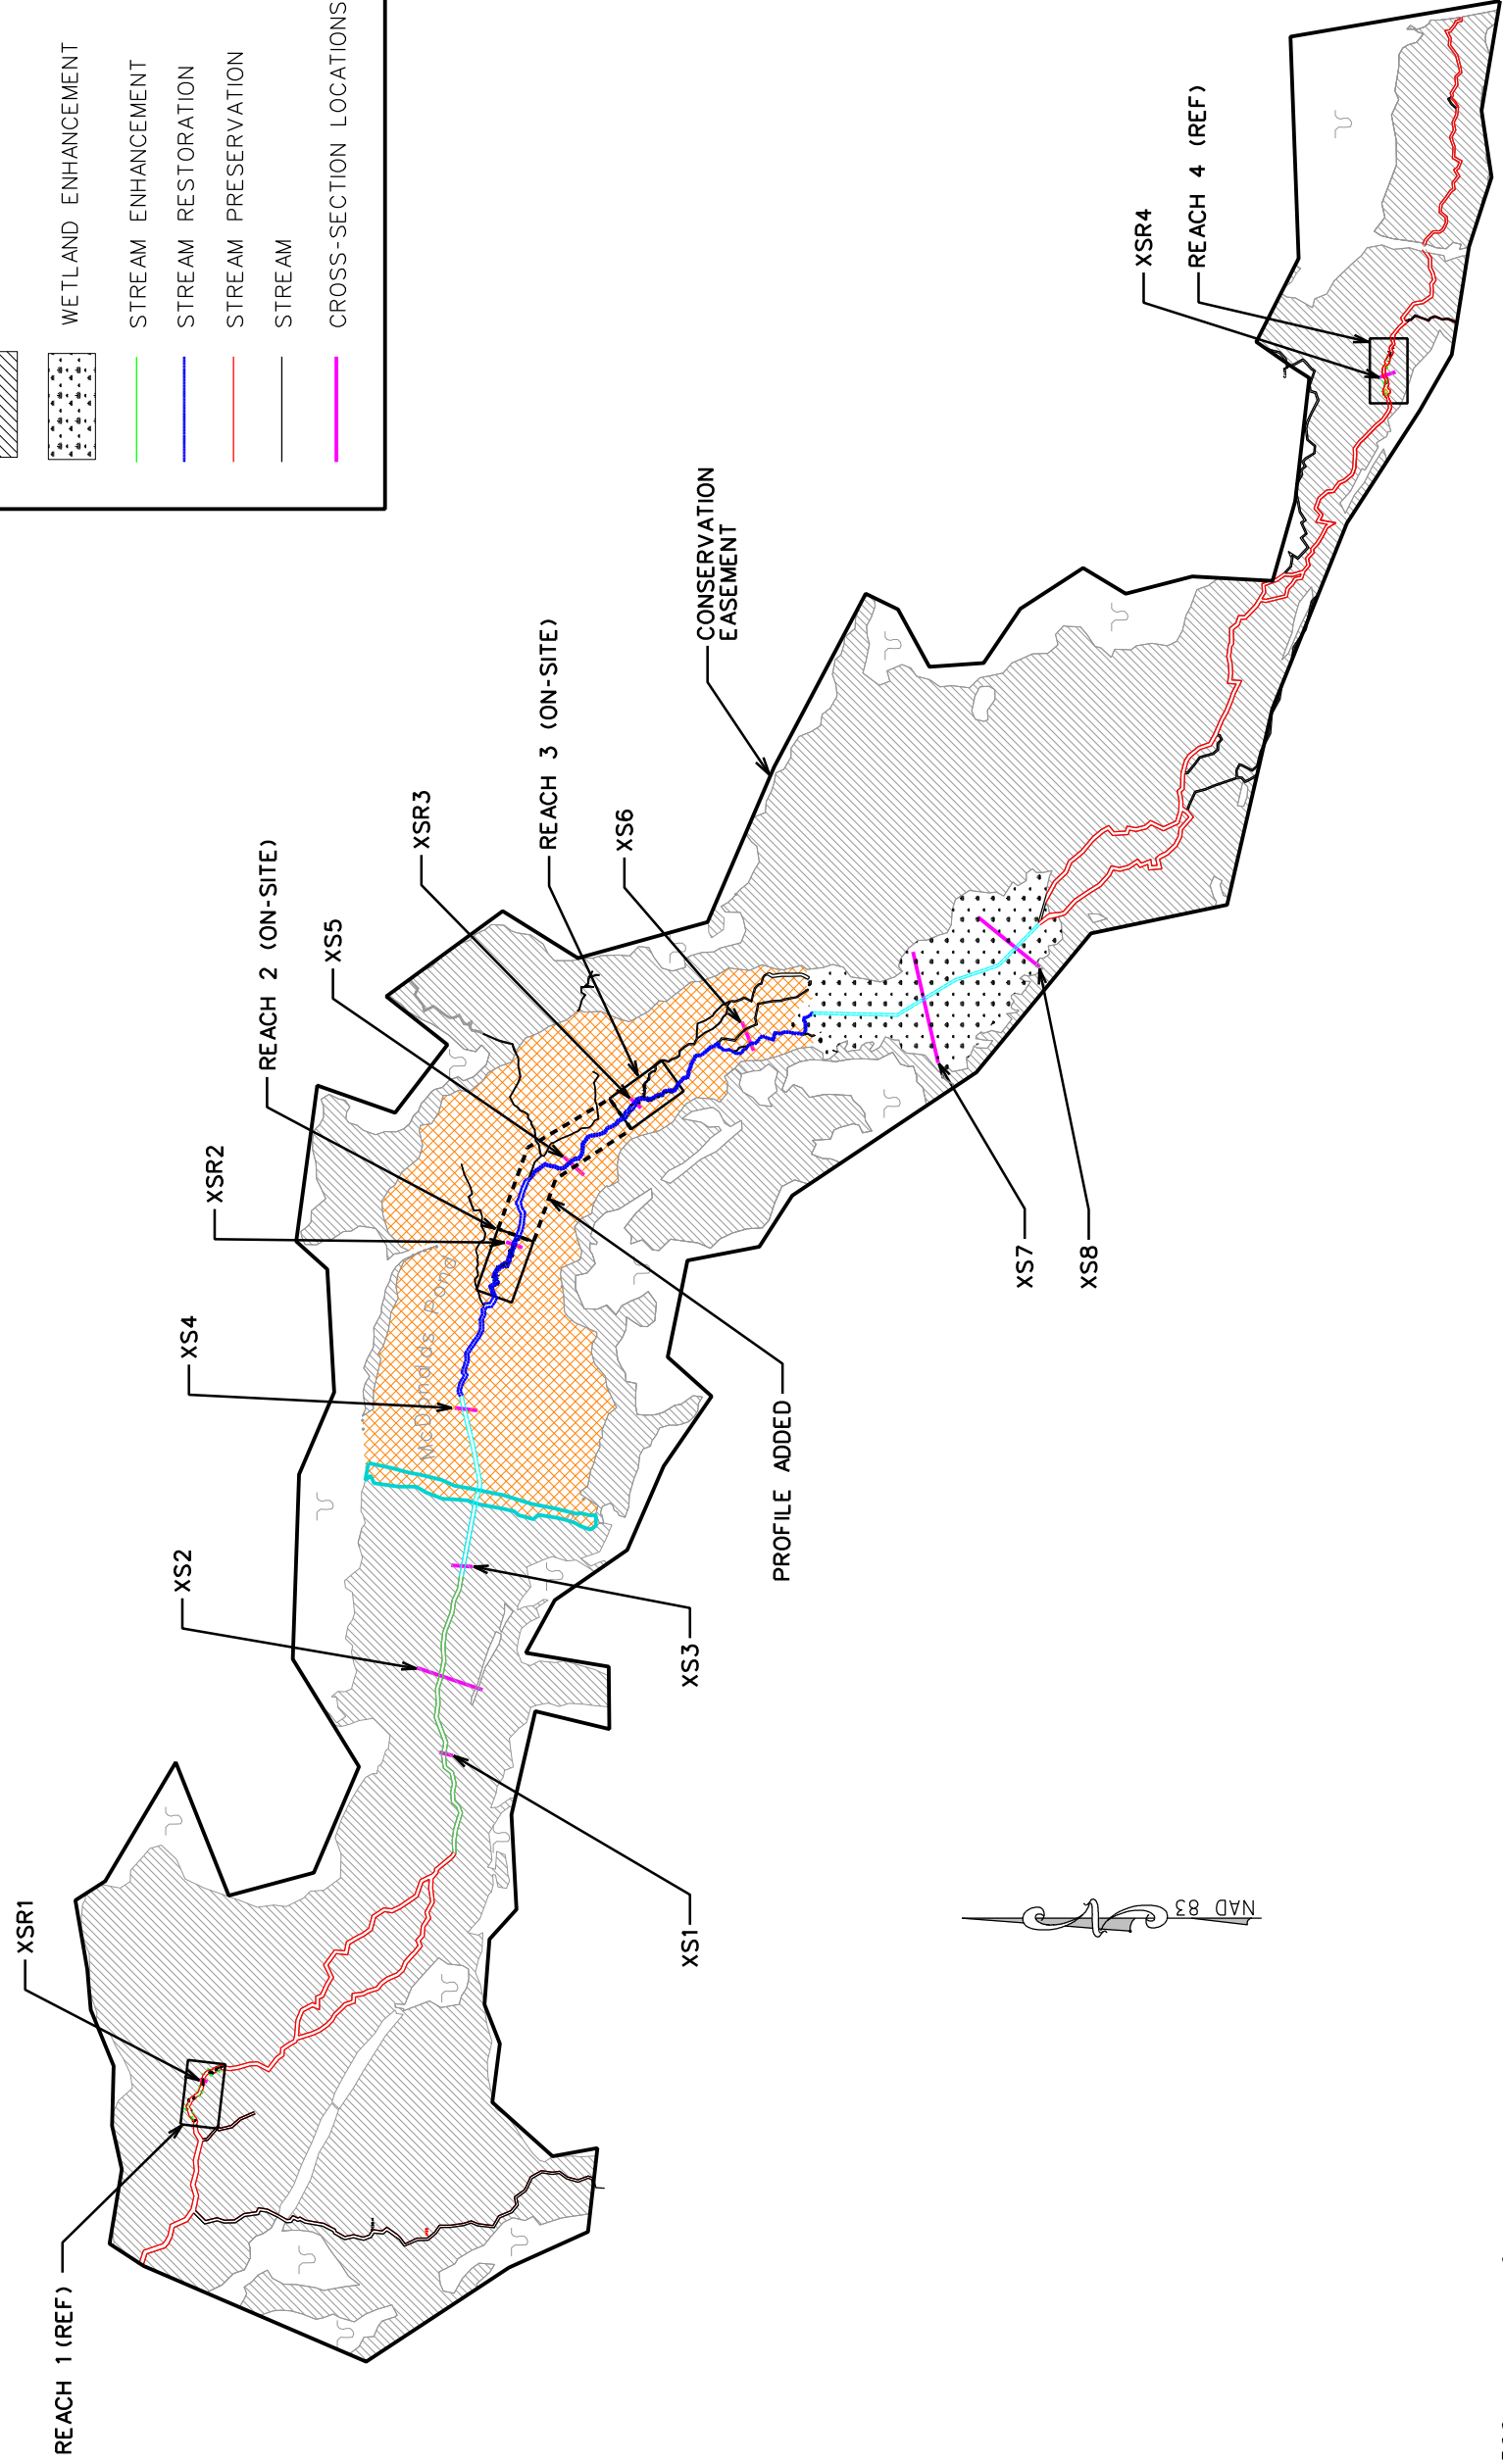 WETLAND ENHANCEMENT
STREAM ENHANCEMENT
STREAM RESTORATION
STREAM PRESERVATION
STREAM
CROSS-SECTION LOCATIONS
REACH 1 (REF)
XSR1
XS1
XS2
XS3
XS4
McDonalds Pond
XSR2
REACH 2 (ON-SITE)
XS5
PROFILE ADDED
XSR3
REACH 3 (ON-SITE)
XS6
CONSERVATION
EASEMENT
XS7
XS8
XSR4
REACH 4 (REF)
NAD 83